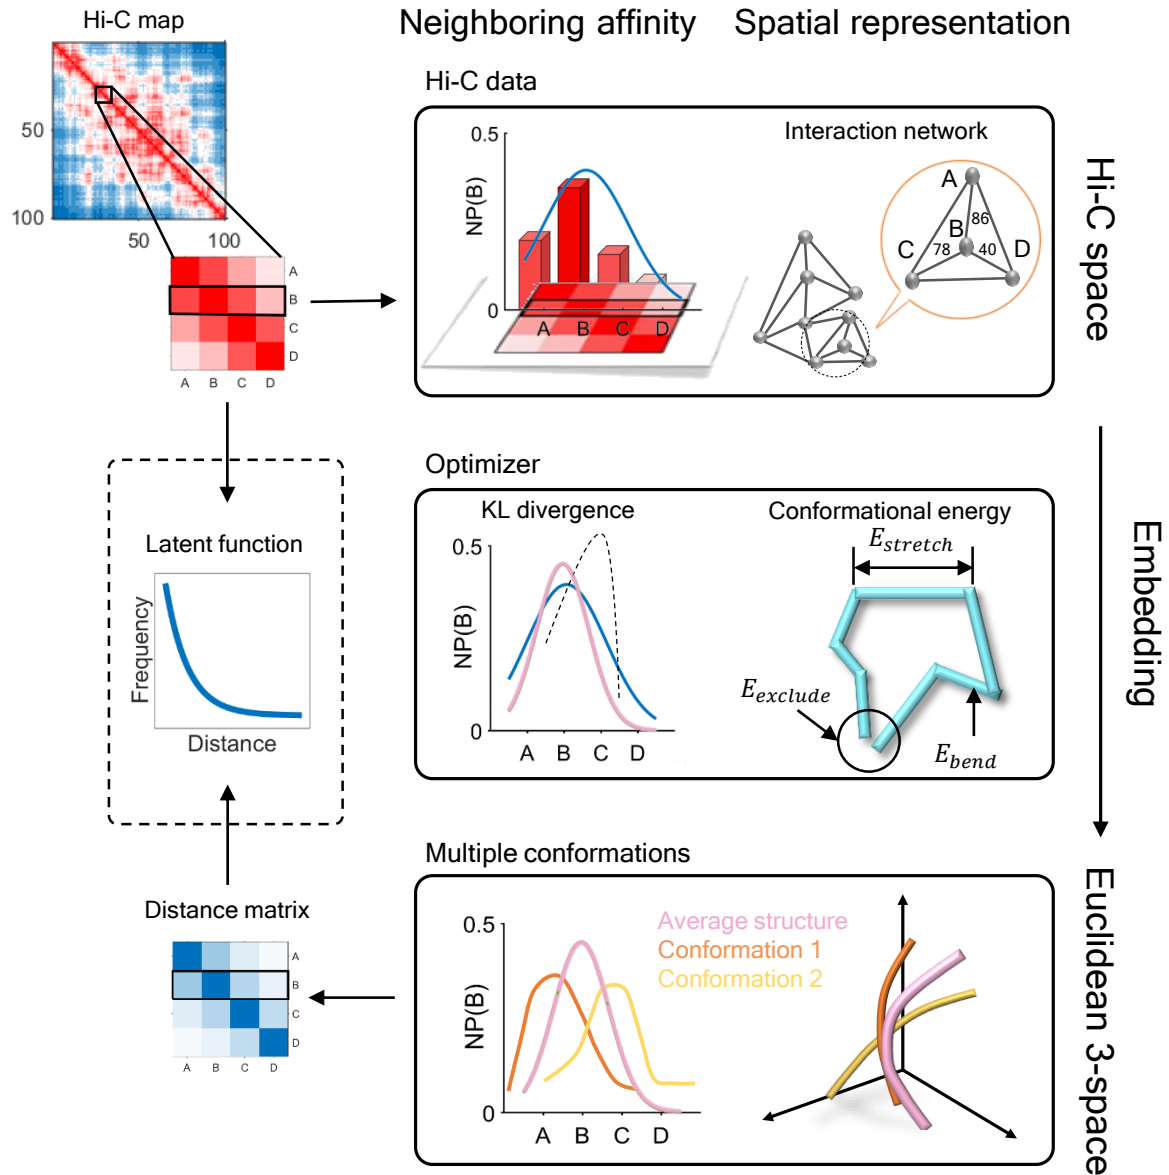 Hi-C map
Neighboring affinity
Spatial representation
50
100
50
100
A
B
C
D
A
B
C
D
Hi-C data
0.5
NP(B)
0
A
B
C
D
Interaction network
A
B
C
D
86
78
40
Hi-C space
Optimizer
KL divergence
0.5
NP(B)
0
A
B
C
D
Conformational energy
E_stretch
E_exclude
E_bend
Embedding
Latent function
Frequency
Distance
Multiple conformations
0.5
NP(B)
0
A
B
C
D
Average structure
Conformation 1
Conformation 2
Euclidean 3-space
Distance matrix
A
B
C
D
A
B
C
D